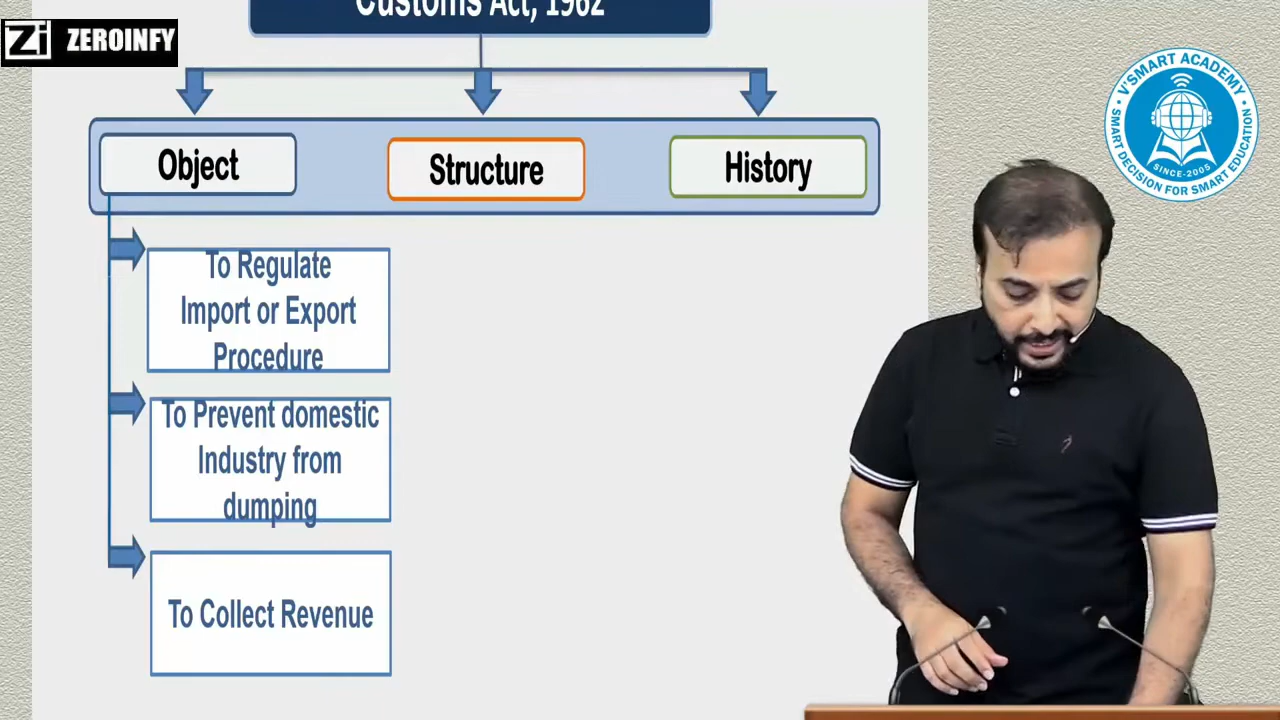 Customs Act, 1962
Zi ZEROINFY
V'SMART ACADEMY
SINCE-2005
SMART DECISION FOR SMART EDUCATION
Object
Structure
History
To Regulate
Import or Export
Procedure
To Prevent domestic
Industry from
dumping
To Collect Revenue